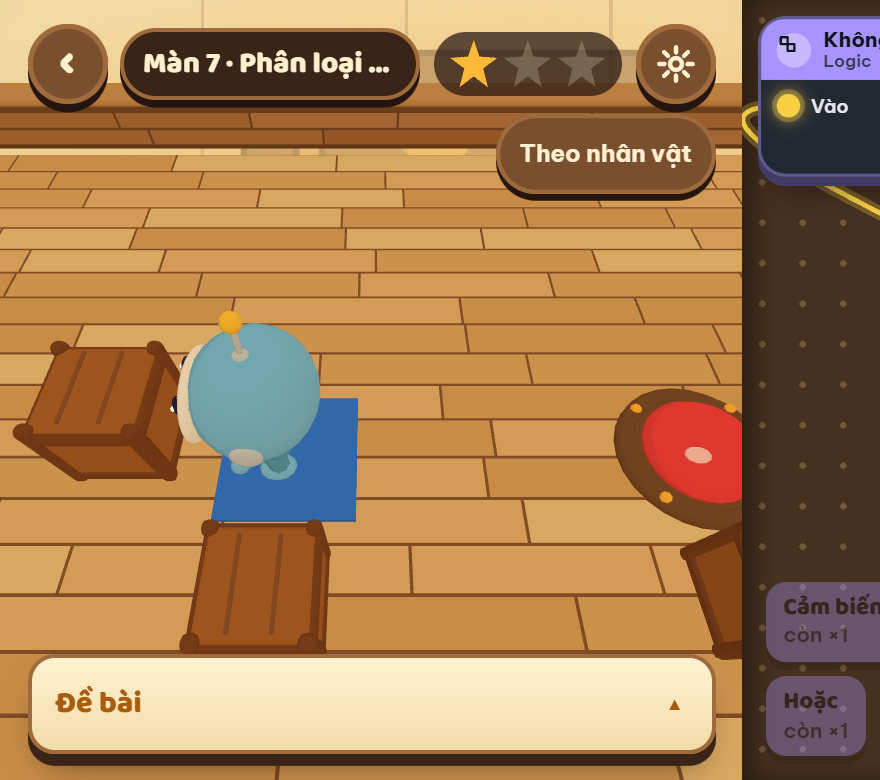 Màn 7 · Phân loại ...
Theo nhân vật
Không
Logic
Vào
Cảm biến
còn ×1
Hoặc
còn ×1
Đề bài